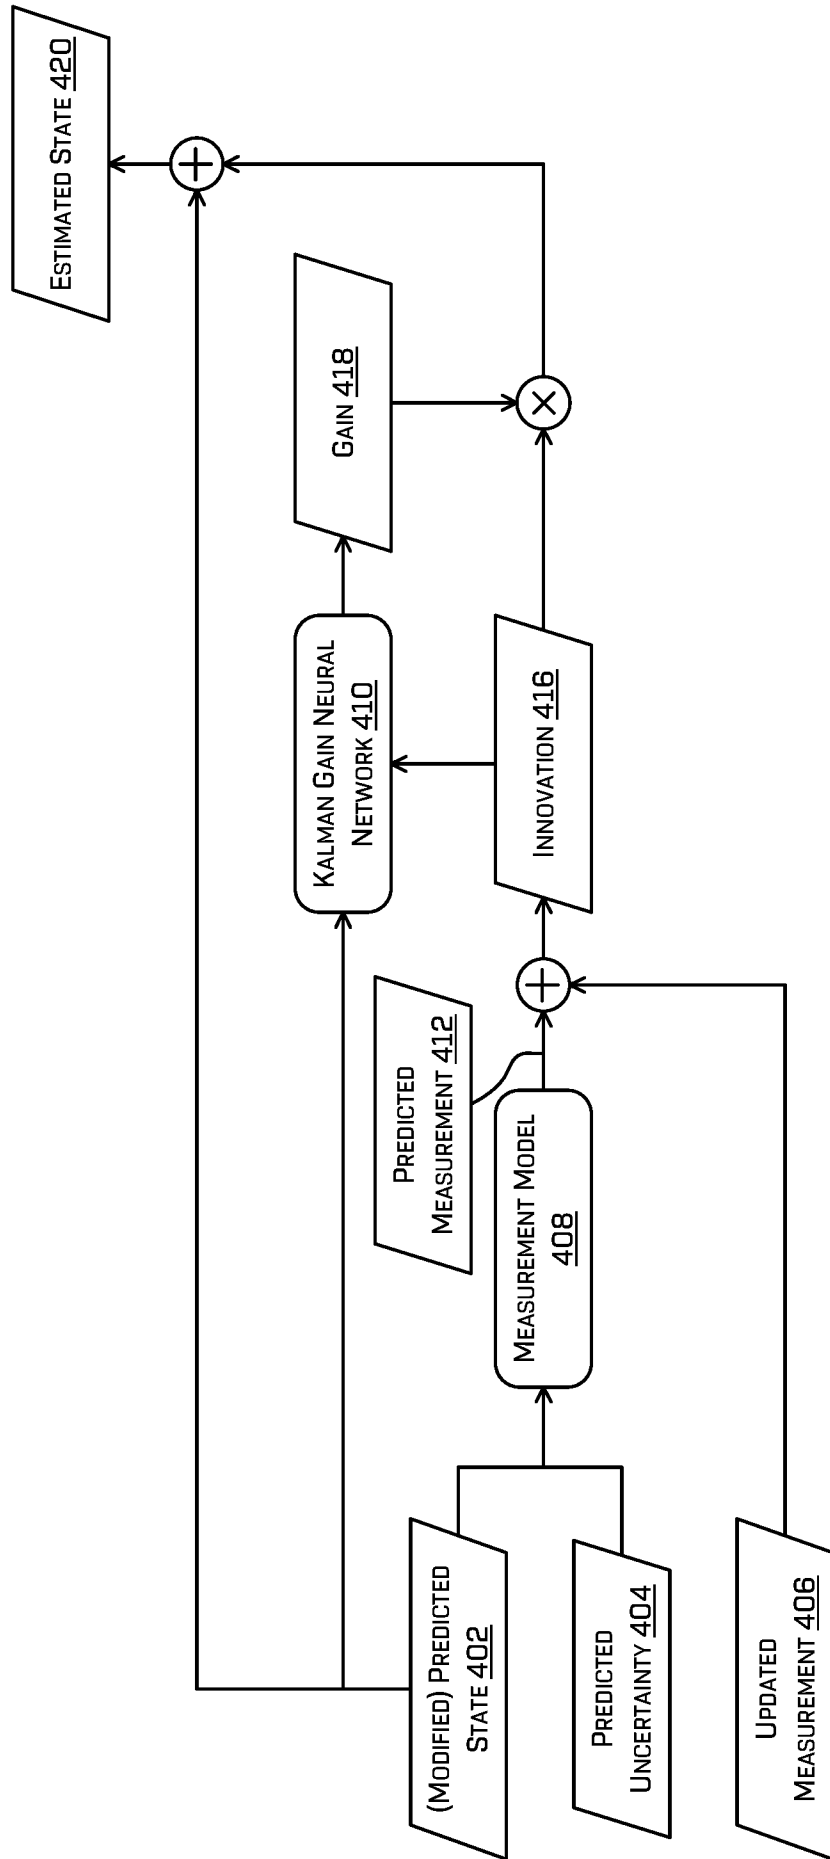 (MODIFIED) PREDICTED
STATE 402
PREDICTED
UNCERTAINTY 404
UPDATED
MEASUREMENT 406
MEASUREMENT MODEL
408
PREDICTED
MEASUREMENT 412
KALMAN GAIN NEURAL
NETWORK 410
INNOVATION 416
GAIN 418
ESTIMATED STATE 420